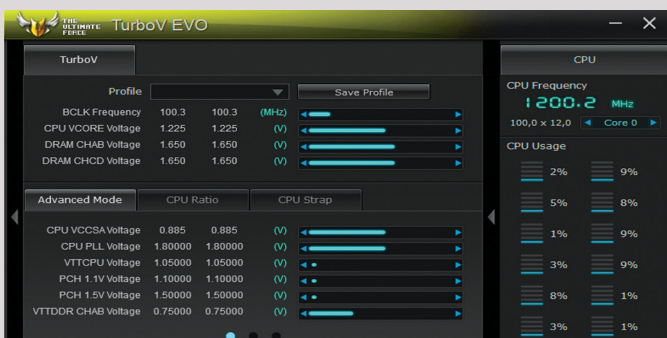 THE ULTIMATE FORCE TurboV EVO
TurboV
Profile Save Profile
BCLK Frequency 100.3 100.3 (MHz)
CPU VCORE Voltage 1.225 1.225 (V)
DRAM CHAB Voltage 1.650 1.650 (V)
DRAM CHCD Voltage 1.650 1.650 (V)
Advanced Mode CPU Ratio CPU Strap
CPU VCCSA Voltage 0.885 0.885 (V)
CPU PLL Voltage 1.80000 1.80000 (V)
VTTCPU Voltage 1.05000 1.05000 (V)
PCH 1.1V Voltage 1.10000 1.10000 (V)
PCH 1.5V Voltage 1.50000 1.50000 (V)
VTTDDR CHAB Voltage 0.75000 0.75000 (V)
CPU
CPU Frequency
1200.2 MHz
100,0 x 12,0 Core 0
CPU Usage
2% 9%
5% 8%
1% 9%
3% 9%
8% 1%
3% 1%